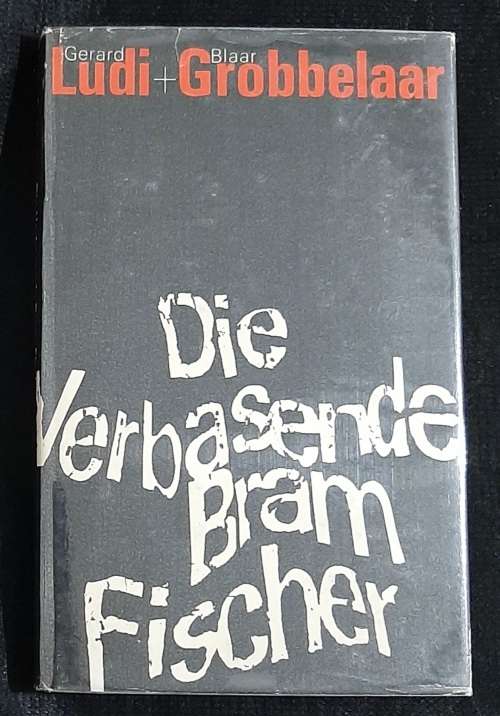 Gerard Blaar
Ludi + Grobbelaar
Die
Verbasende
Bram
Fischer